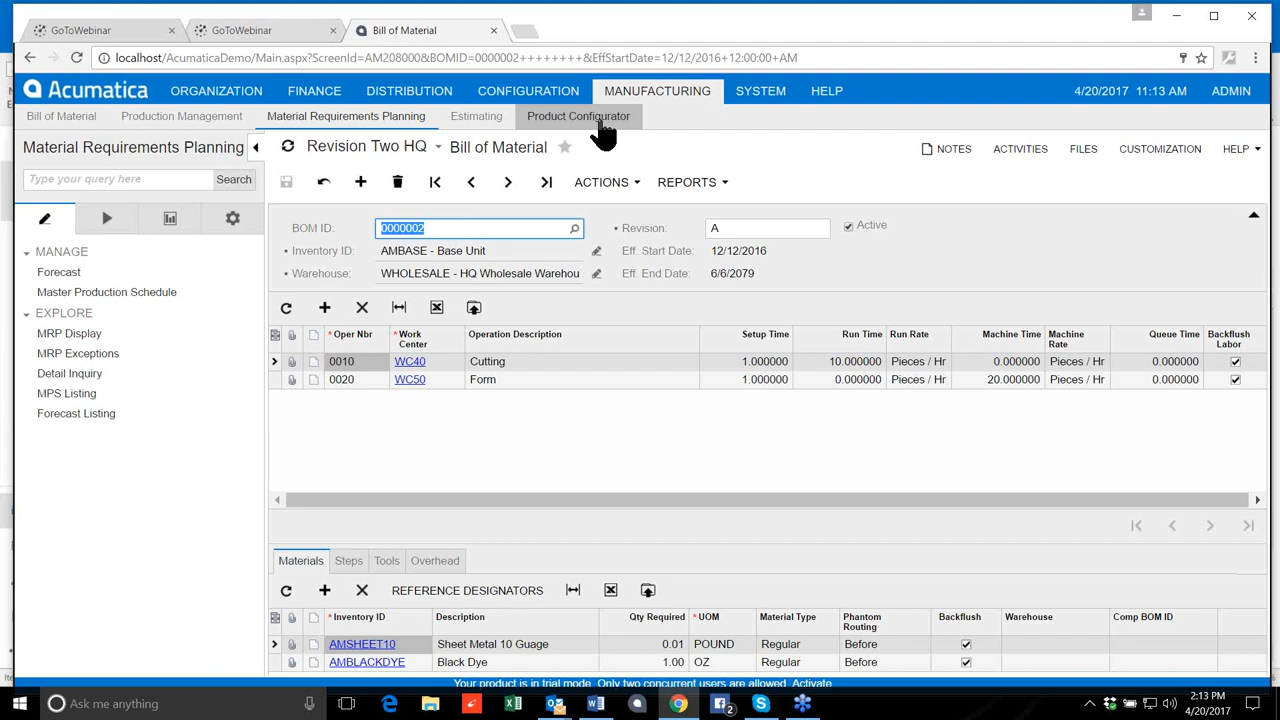 GoToWebinar
GoToWebinar
Bill of Material
localhost/AcumaticaDemo/Main.aspx?ScreenId=AM208000&BOMID=0000002++++++++&EffStartDate=12/12/2016+12:00:00+AM
Acumatica ORGANIZATION FINANCE DISTRIBUTION CONFIGURATION MANUFACTURING SYSTEM HELP 4/20/2017 11:13 AM ADMIN
Bill of Material Production Management Material Requirements Planning Estimating Product Configurator
Material Requirements Planning Revision Two HQ Bill of Material NOTES ACTIVITIES FILES CUSTOMIZATION HELP
Type your query here Search
ACTIONS REPORTS
MANAGE
Forecast
Master Production Schedule
EXPLORE
MRP Display
MRP Exceptions
Detail Inquiry
MPS Listing
Forecast Listing
BOM ID: 0000002 * Revision: A Active
* Inventory ID: AMBASE - Base Unit Eff. Start Date: 12/12/2016
* Warehouse: WHOLESALE - HQ Wholesale Warehou Eff. End Date: 6/6/2079
* Oper Nbr * Work Center Operation Description Setup Time Run Time Run Rate Machine Time Machine Rate Queue Time Backflush Labor
0010 WC40 Cutting 1.000000 10.000000 Pieces / Hr 0.000000 Pieces / Hr 0.000000
0020 WC50 Form 1.000000 0.000000 Pieces / Hr 20.000000 Pieces / Hr 0.000000
Materials Steps Tools Overhead
REFERENCE DESIGNATORS
* Inventory ID Description Qty Required * UOM Material Type Phantom Routing Backflush Warehouse Comp BOM ID
AMSHEET10 Sheet Metal 10 Guage 0.01 POUND Regular Before
AMBLACKDYE Black Dye 1.00 OZ Regular Before
Your product is in trial mode. Only two concurrent users are allowed. Activate
Ask me anything
2
2:13 PM
4/20/2017